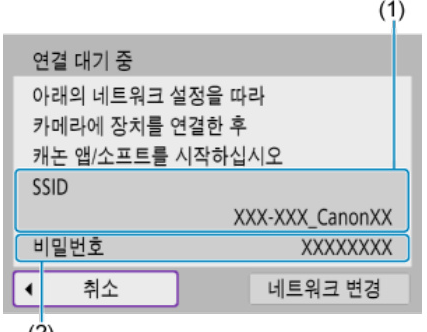 (1)
연결 대기 중
아래의 네트워크 설정을 따라
카메라에 장치를 연결한 후
캐논 앱/소프트를 시작하십시오
SSID
XXX-XXX_CanonXX
비밀번호 XXXXXXXX
취소 네트워크 변경
(2)